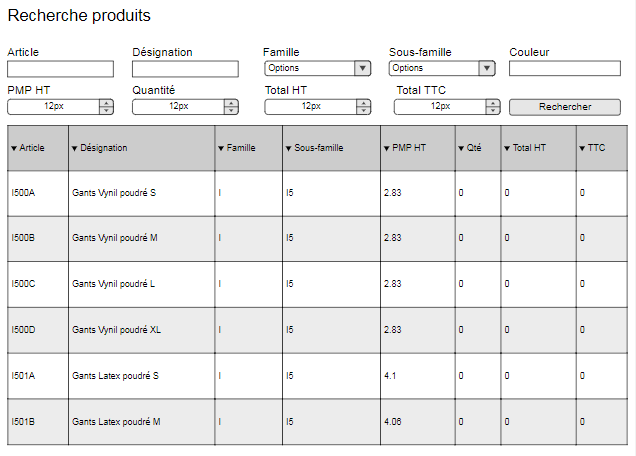 Recherche produits
Article Désignation Famille Sous-famille Couleur
Options Options
PMP HT Quantité Total HT Total TTC
12px 12px 12px 12px Rechercher
▼ Article ▼ Désignation ▼ Famille ▼ Sous-famille ▼ PMP HT ▼ Qté ▼ Total HT ▼ TTC
I500A Gants Vynil poudré S I I5 2.83 0 0 0
I500B Gants Vynil poudré M I I5 2.83 0 0 0
I500C Gants Vynil poudré L I I5 2.83 0 0 0
I500D Gants Vynil poudré XL I I5 2.83 0 0 0
I501A Gants Latex poudré S I I5 4.1 0 0 0
I501B Gants Latex poudré M I I5 4.06 0 0 0